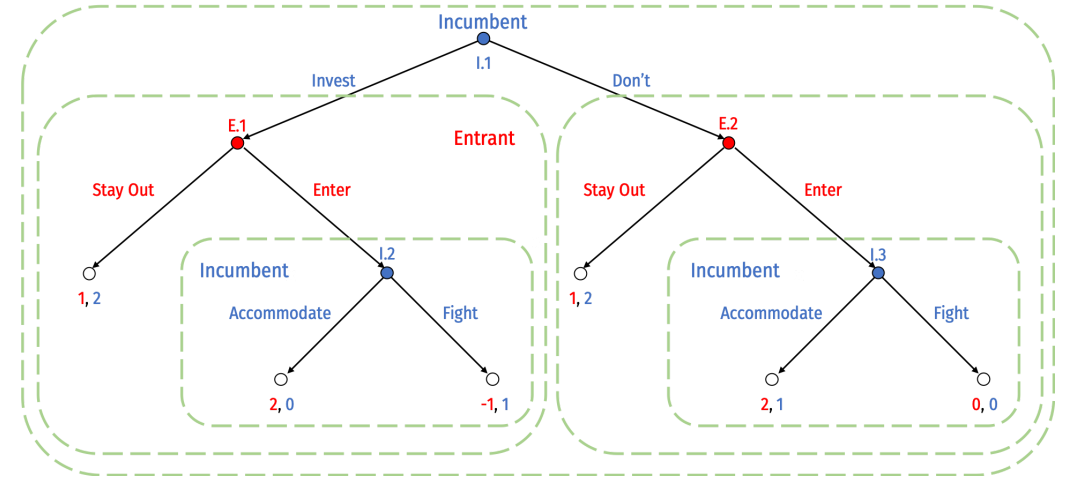 Incumbent
I.1
Invest
Don't
E.1
Entrant
E.2
Stay Out
Enter
Stay Out
Enter
1, 2
I.2
Incumbent
Accommodate
Fight
2, 0
-1, 1
1, 2
I.3
Incumbent
Accommodate
Fight
2, 1
0, 0